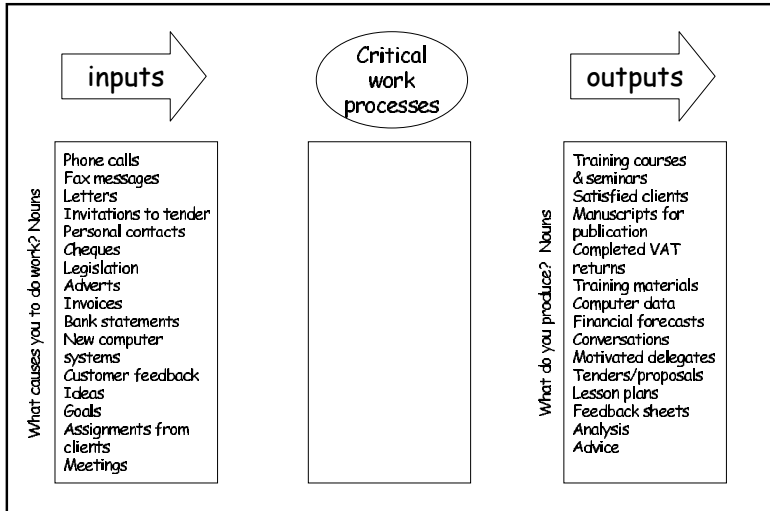 inputs
Critical
work
processes
outputs
What causes you to do work? Nouns
Phone calls
Fax messages
Letters
Invitations to tender
Personal contacts
Cheques
Legislation
Adverts
Invoices
Bank statements
New computer
systems
Customer feedback
Ideas
Goals
Assignments from
clients
Meetings
What do you produce? Nouns
Training courses
& seminars
Satisfied clients
Manuscripts for
publication
Completed VAT
returns
Training materials
Computer data
Financial forecasts
Conversations
Motivated delegates
Tenders/proposals
Lesson plans
Feedback sheets
Analysis
Advice